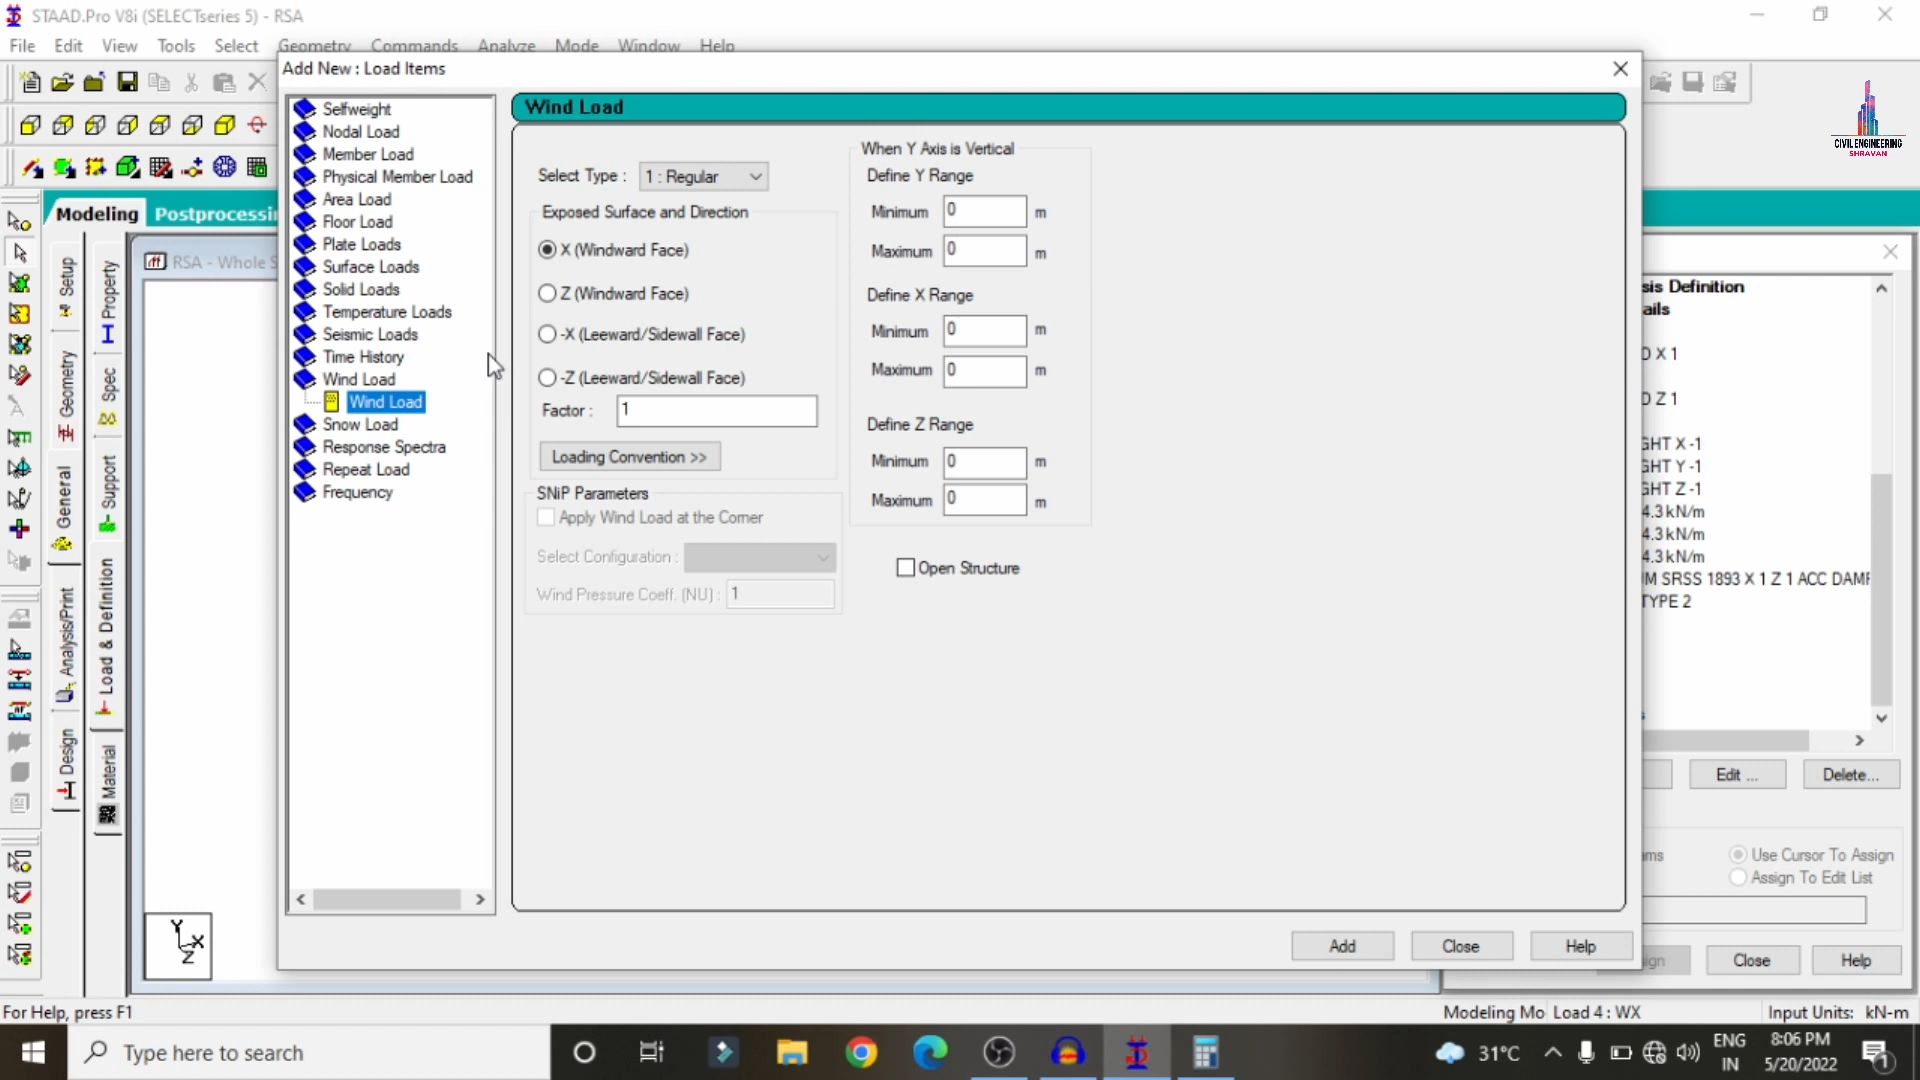 STAAD.Pro V8i (SELECTseries 5) - RSA
File Edit View Tools Select Geometry Commands Analyze Mode Window Help
Add New : Load Items
CIVIL ENGINEERING
SHRAVAN
Modeling Postprocessin
RSA - Whole S
Setup
Geometry
General
Analysis/Print
Design
Property
Spec
Support
Load & Definition
Material
Selfweight
Nodal Load
Member Load
Physical Member Load
Area Load
Floor Load
Plate Loads
Surface Loads
Solid Loads
Temperature Loads
Seismic Loads
Time History
Wind Load
Wind Load
Snow Load
Response Spectra
Repeat Load
Frequency
Wind Load
Select Type : 1 : Regular
Exposed Surface and Direction
X (Windward Face)
Z (Windward Face)
-X (Leeward/Sidewall Face)
-Z (Leeward/Sidewall Face)
Factor : 1
Loading Convention >>
SNiP Parameters
Apply Wind Load at the Corner
Select Configuration :
Wind Pressure Coeff. (NU) : 1
When Y Axis is Vertical
Define Y Range
Minimum 0 m
Maximum 0 m
Define X Range
Minimum 0 m
Maximum 0 m
Define Z Range
Minimum 0 m
Maximum 0 m
Open Structure
Add Close Help
sis Definition
ails
D X 1
D Z 1
GHT X -1
GHT Y -1
GHT Z -1
4.3 kN/m
4.3 kN/m
4.3 kN/m
M SRSS 1893 X 1 Z 1 ACC DAMF
TYPE 2
Edit ... Delete...
ms Use Cursor To Assign
Assign To Edit List
ign Close Help
Y
X
Z
For Help, press F1
Modeling Mo Load 4 : WX Input Units: kN-m
Type here to search
31°C
ENG
IN
8:06 PM
5/20/2022
1